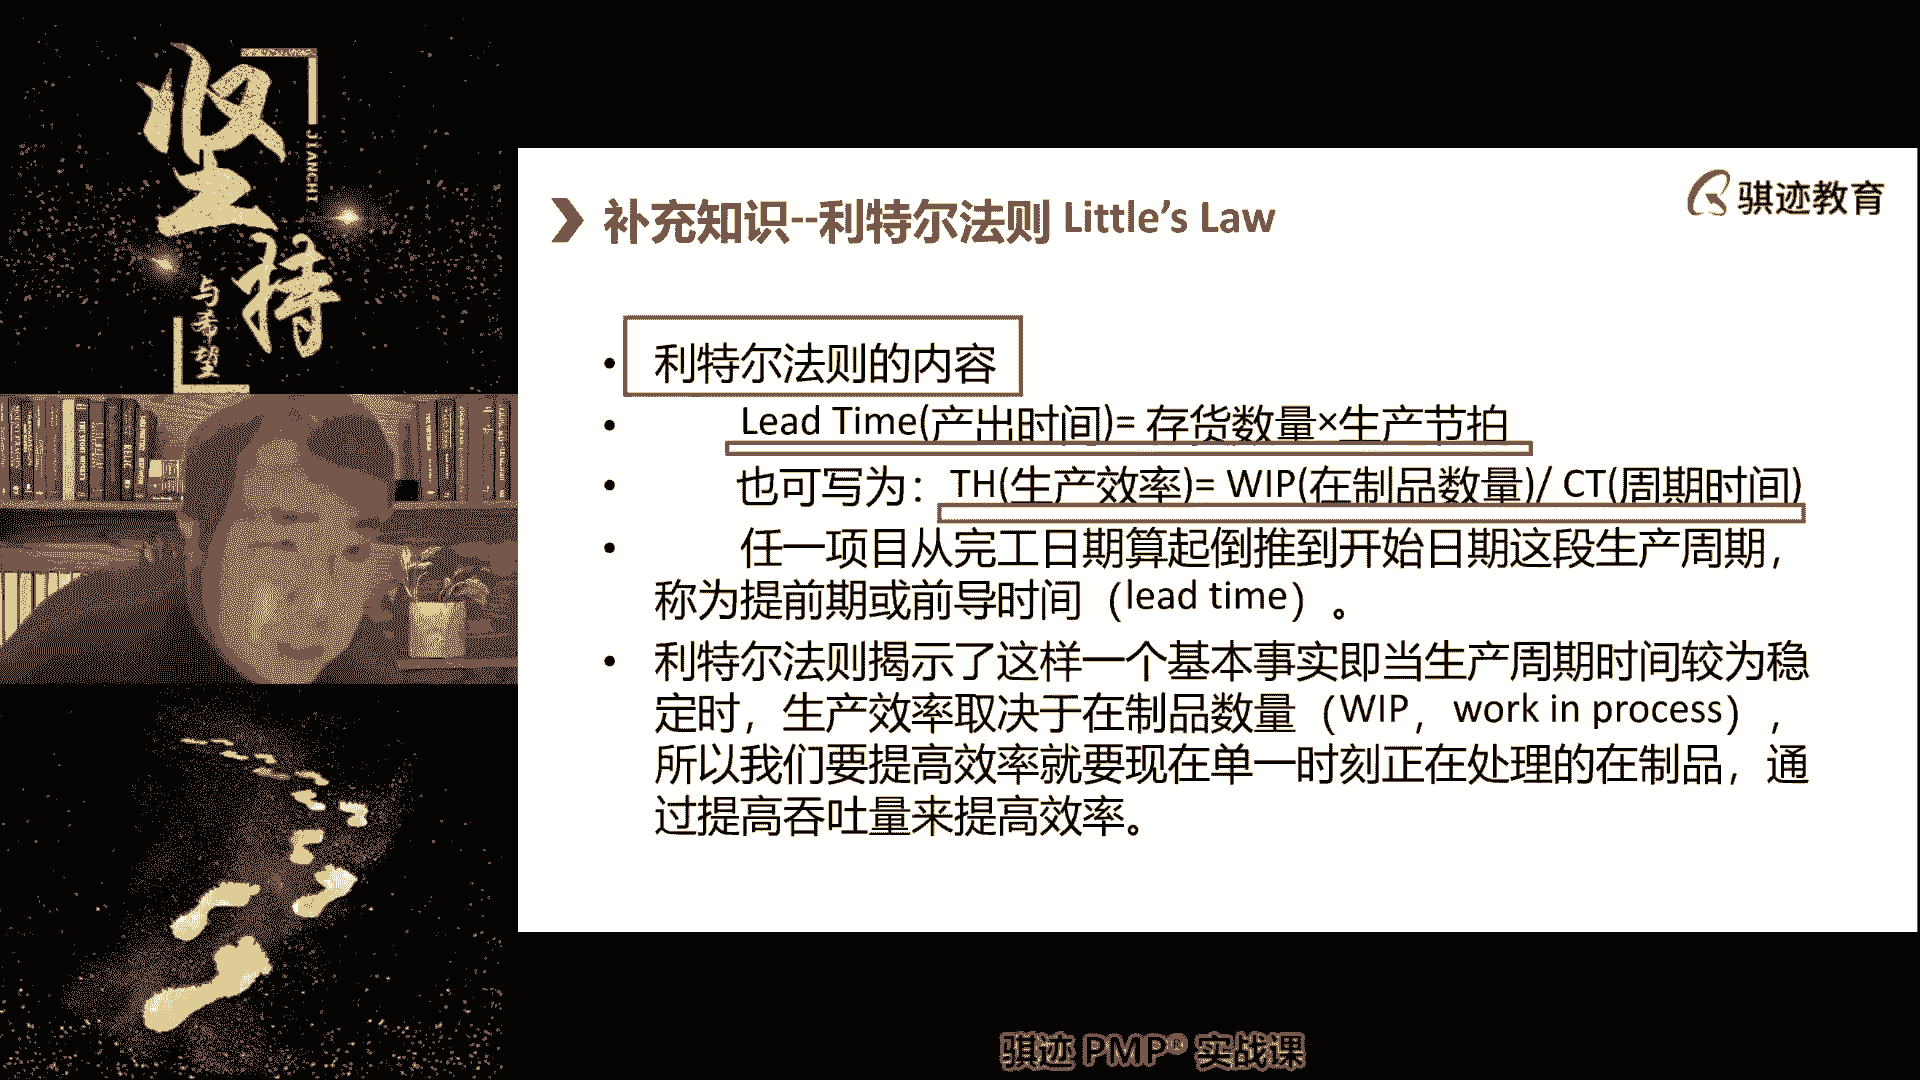 坚持
JIANCHI
与希望
骐迹教育
补充知识--利特尔法则 Little's Law
• 利特尔法则的内容
• Lead Time(产出时间)= 存货数量×生产节拍
• 也可写为：TH(生产效率)= WIP(在制品数量)/ CT(周期时间)
• 任一项目从完工日期算起倒推到开始日期这段生产周期，
称为提前期或前导时间（lead time）。
• 利特尔法则揭示了这样一个基本事实即当生产周期时间较为稳
定时，生产效率取决于在制品数量（WIP，work in process），
所以我们要提高效率就要现在单一时刻正在处理的在制品，通
过提高吞吐量来提高效率。
骐迹 PMP® 实战课